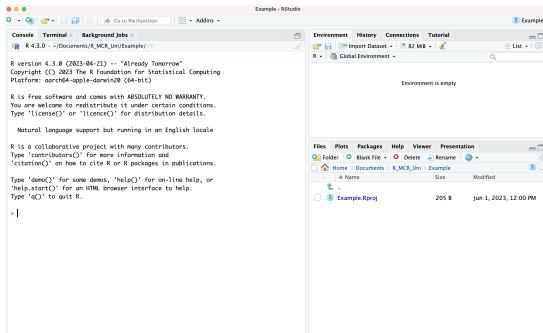 Example - RStudio
Go to file/function
Addins
Example
Console Terminal Background Jobs
R 4.3.0 · ~/Documents/R_MCR_Uni/Example/
R version 4.3.0 (2023-04-21) -- "Already Tomorrow"
Copyright (C) 2023 The R Foundation for Statistical Computing
Platform: aarch64-apple-darwin20 (64-bit)
R is free software and comes with ABSOLUTELY NO WARRANTY.
You are welcome to redistribute it under certain conditions.
Type 'license()' or 'licence()' for distribution details.
Natural language support but running in an English locale
R is a collaborative project with many contributors.
Type 'contributors()' for more information and
'citation()' on how to cite R or R packages in publications.
Type 'demo()' for some demos, 'help()' for on-line help, or
'help.start()' for an HTML browser interface to help.
Type 'q()' to quit R.
>
Environment History Connections Tutorial
Import Dataset 82 MiB List
R Global Environment
Environment is empty
Files Plots Packages Help Viewer Presentation
Folder Blank File Delete Rename
Home Documents R_MCR_Uni Example
Name Size Modified
..
Example.Rproj 205 B Jun 1, 2023, 12:00 PM